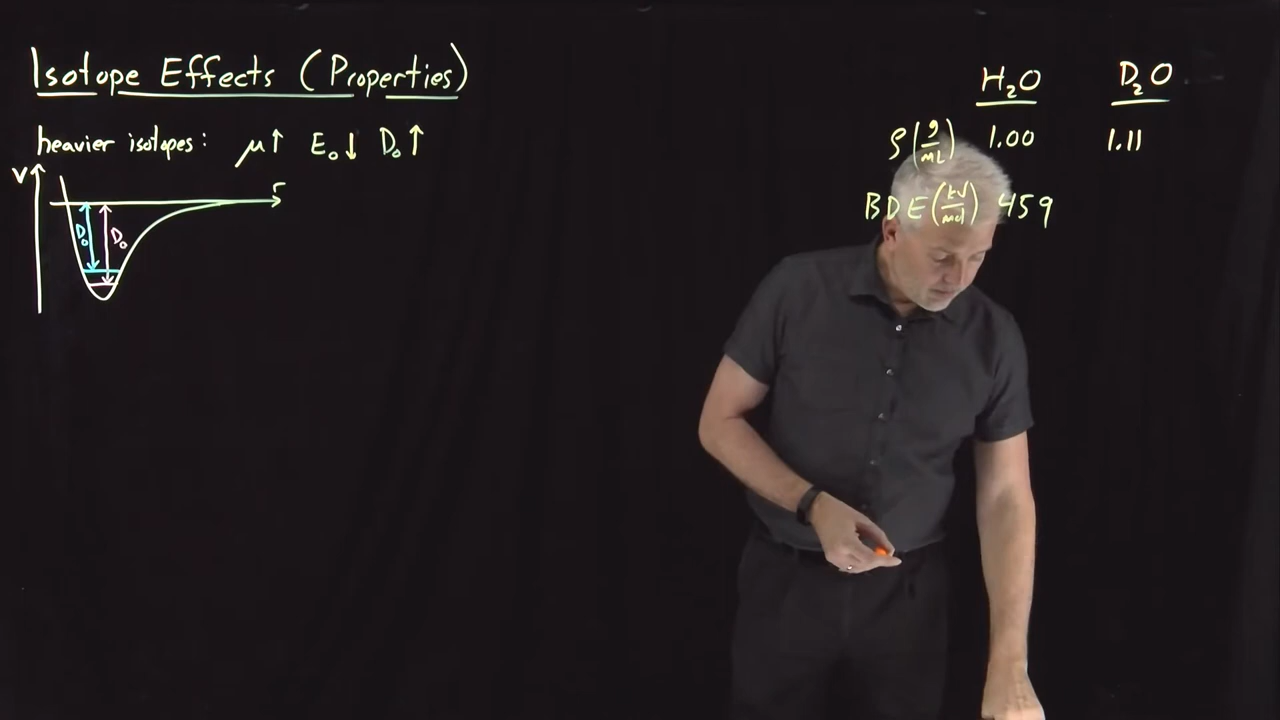 Isotope Effects (Properties)
heavier isotopes: μ↑ E₀↓ D₀↑
V
r
D₀ D₀
H₂O D₂O
ρ (g/mL) 1.00 1.11
BDE (kJ/mol) 459